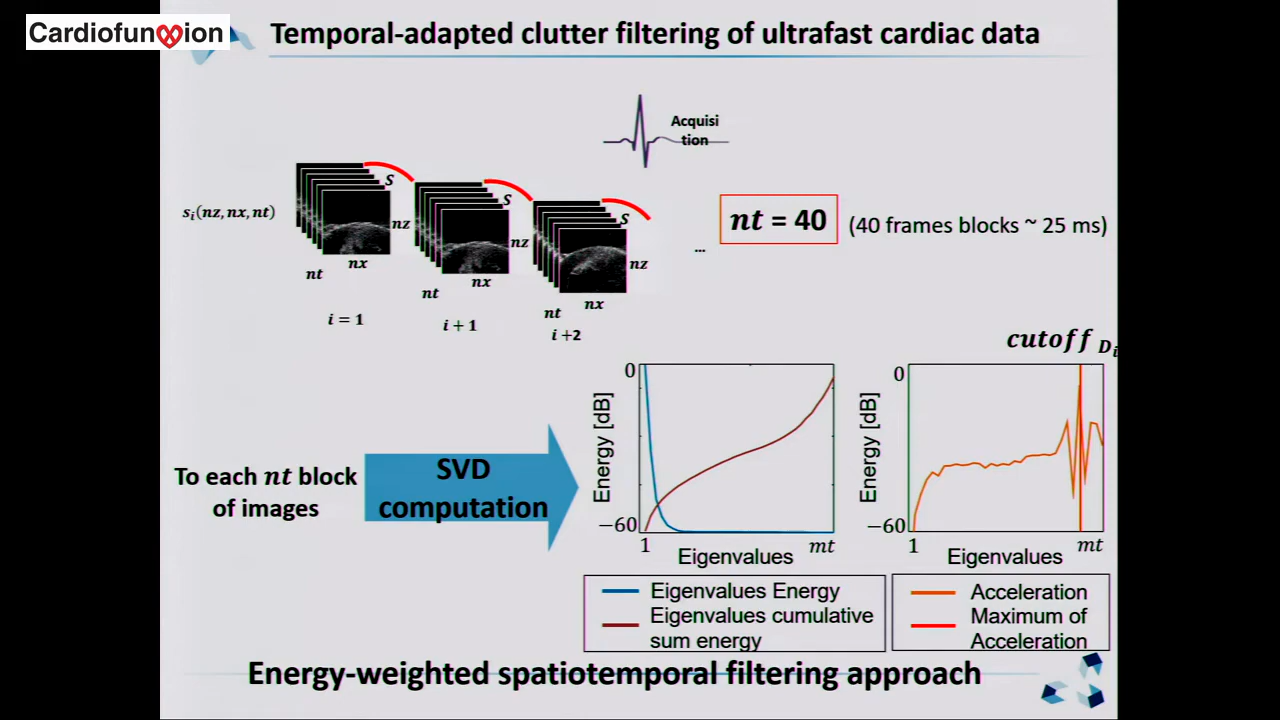 Cardiofunxion
Temporal-adapted clutter filtering of ultrafast cardiac data
Acquisi
tion
s_i(nz, nx, nt)
S
nz
nx
nt
i = 1
S
nz
nx
nt
i + 1
S
nz
nx
nt
i +2
...
nt = 40
(40 frames blocks ~ 25 ms)
To each nt block
of images
SVD
computation
0
Energy [dB]
−60
1
mt
Eigenvalues
Eigenvalues Energy
Eigenvalues cumulative
sum energy
cutoff D_i
0
Energy [dB]
−60
1
mt
Eigenvalues
Acceleration
Maximum of
Acceleration
Energy-weighted spatiotemporal filtering approach